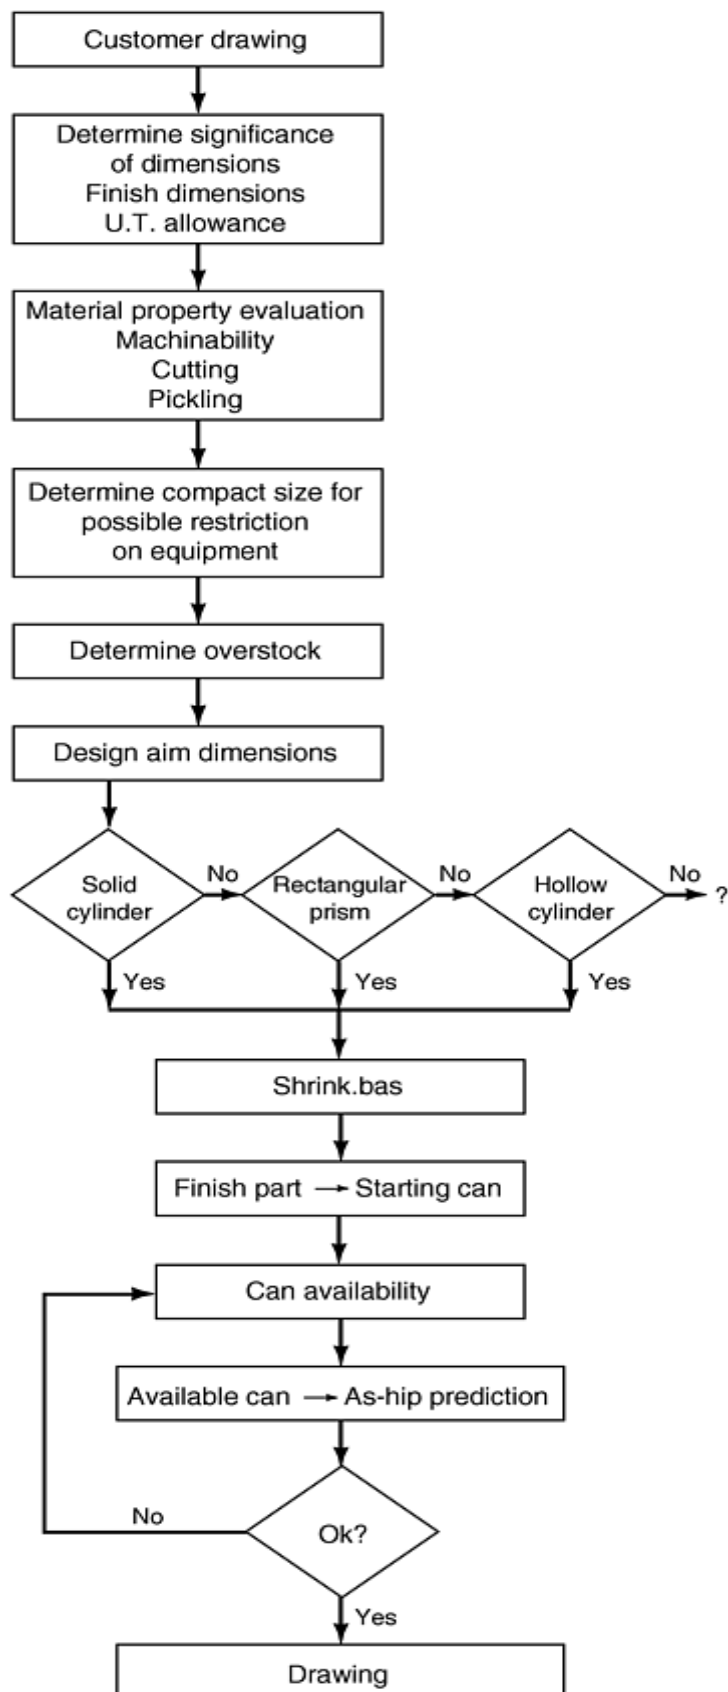 Customer drawing
Determine significance
of dimensions
Finish dimensions
U.T. allowance
Material property evaluation
Machinability
Cutting
Pickling
Determine compact size for
possible restriction
on equipment
Determine overstock
Design aim dimensions
Solid
cylinder
No
Rectangular
prism
No
Hollow
cylinder
No
?
Yes
Yes
Yes
Shrink.bas
Finish part → Starting can
Can availability
Available can → As-hip prediction
No
Ok?
Yes
Drawing